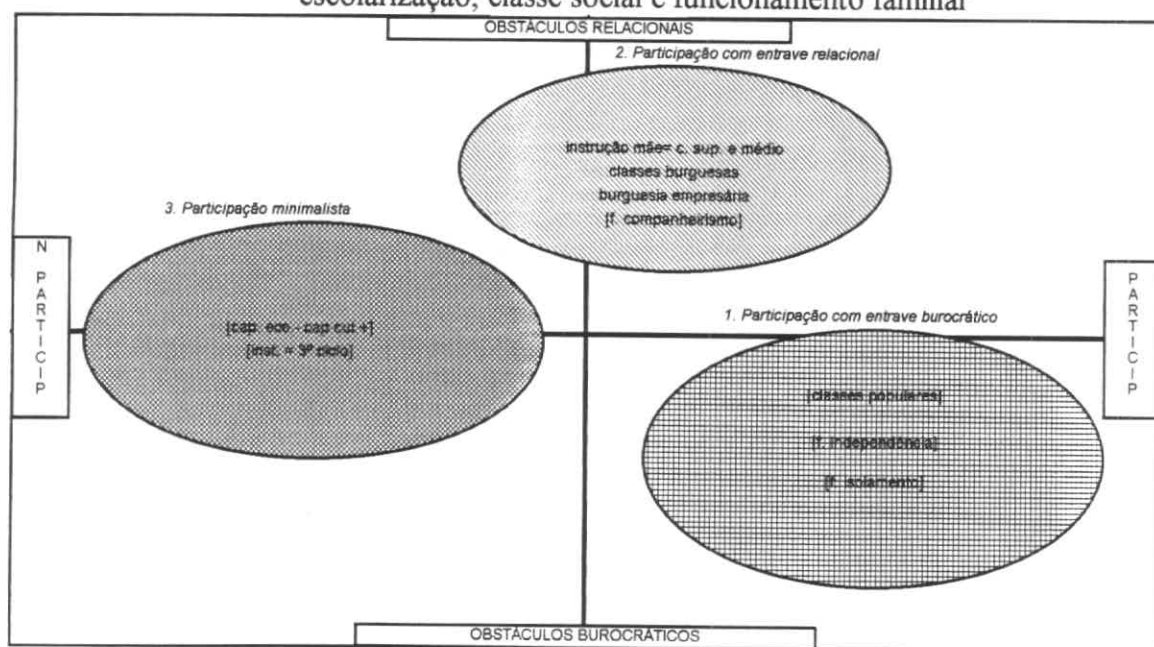 escolarização, classe social e funcionamento familiar
OBSTÁCULOS RELACIONAIS
2. Participação com entrave relacional
instrução mãe= c. sup. e médio
classes burguesas
burguesia empresária
[f. companheirismo]
3. Participação minimalista
N PARTICIP
[cap. eco - cap cut +]
[inst. = 3º ciclo]
PARTICIP
1. Participação com entrave burocrático
[classes populares]
[f. independência]
[f. isolamento]
OBSTÁCULOS BUROCRÁTICOS